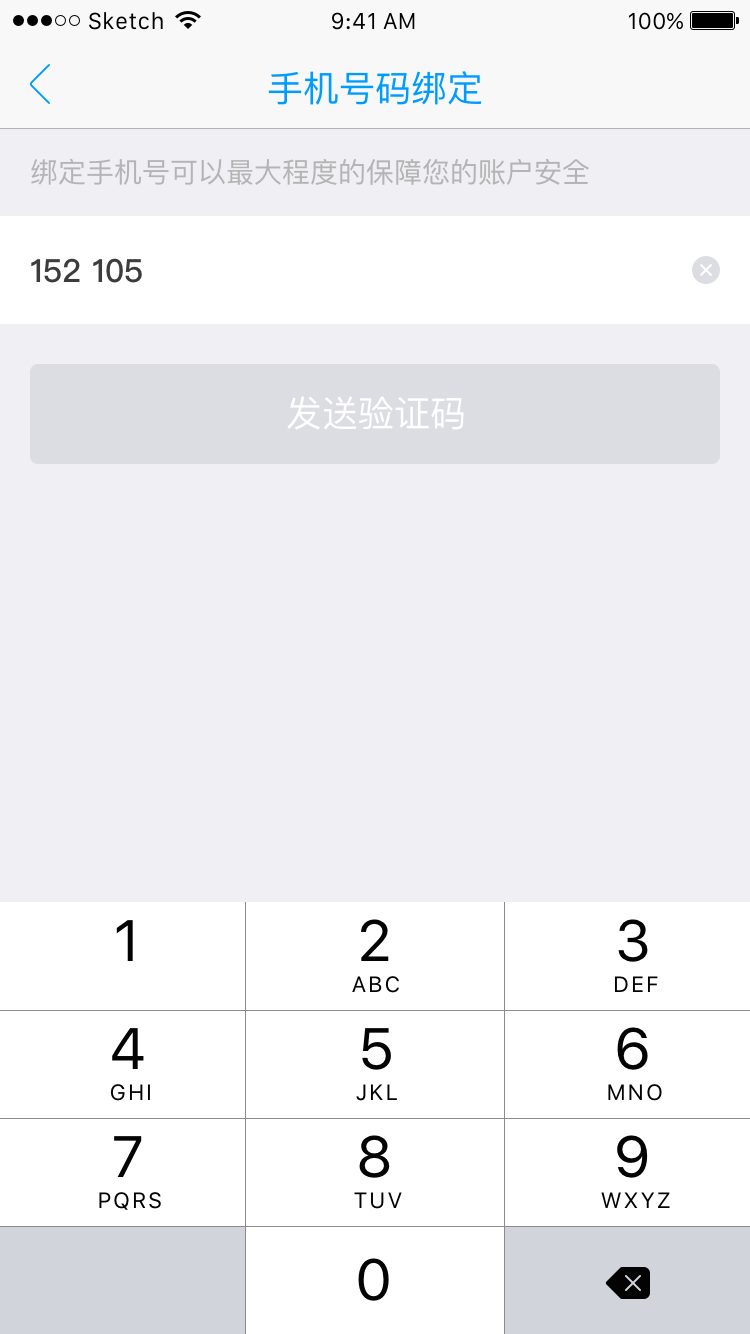 Sketch 9:41 AM 100%
手机号码绑定
绑定手机号可以最大程度的保障您的账户安全
152 105
发送验证码
1 2 3
ABC DEF
4 5 6
GHI JKL MNO
7 8 9
PQRS TUV WXYZ
0